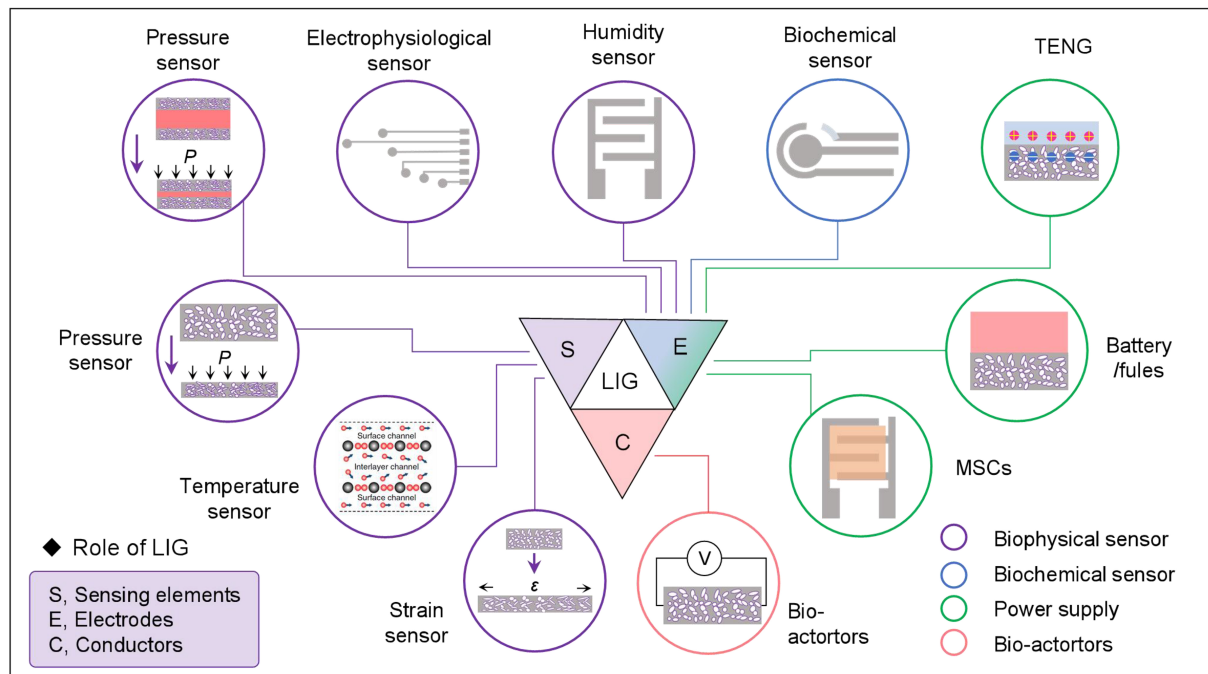 Pressure
sensor
Electrophysiological
sensor
Humidity
sensor
Biochemical
sensor
TENG
P
Pressure
sensor
P
S
E
LIG
C
Battery
/fules
Surface channel
Interlayer channel
Surface channel
Temperature
sensor
MSCs
ε
Strain
sensor
V
Bio-
actortors
◆ Role of LIG
S, Sensing elements
E, Electrodes
C, Conductors
Biophysical sensor
Biochemical sensor
Power supply
Bio-actortors